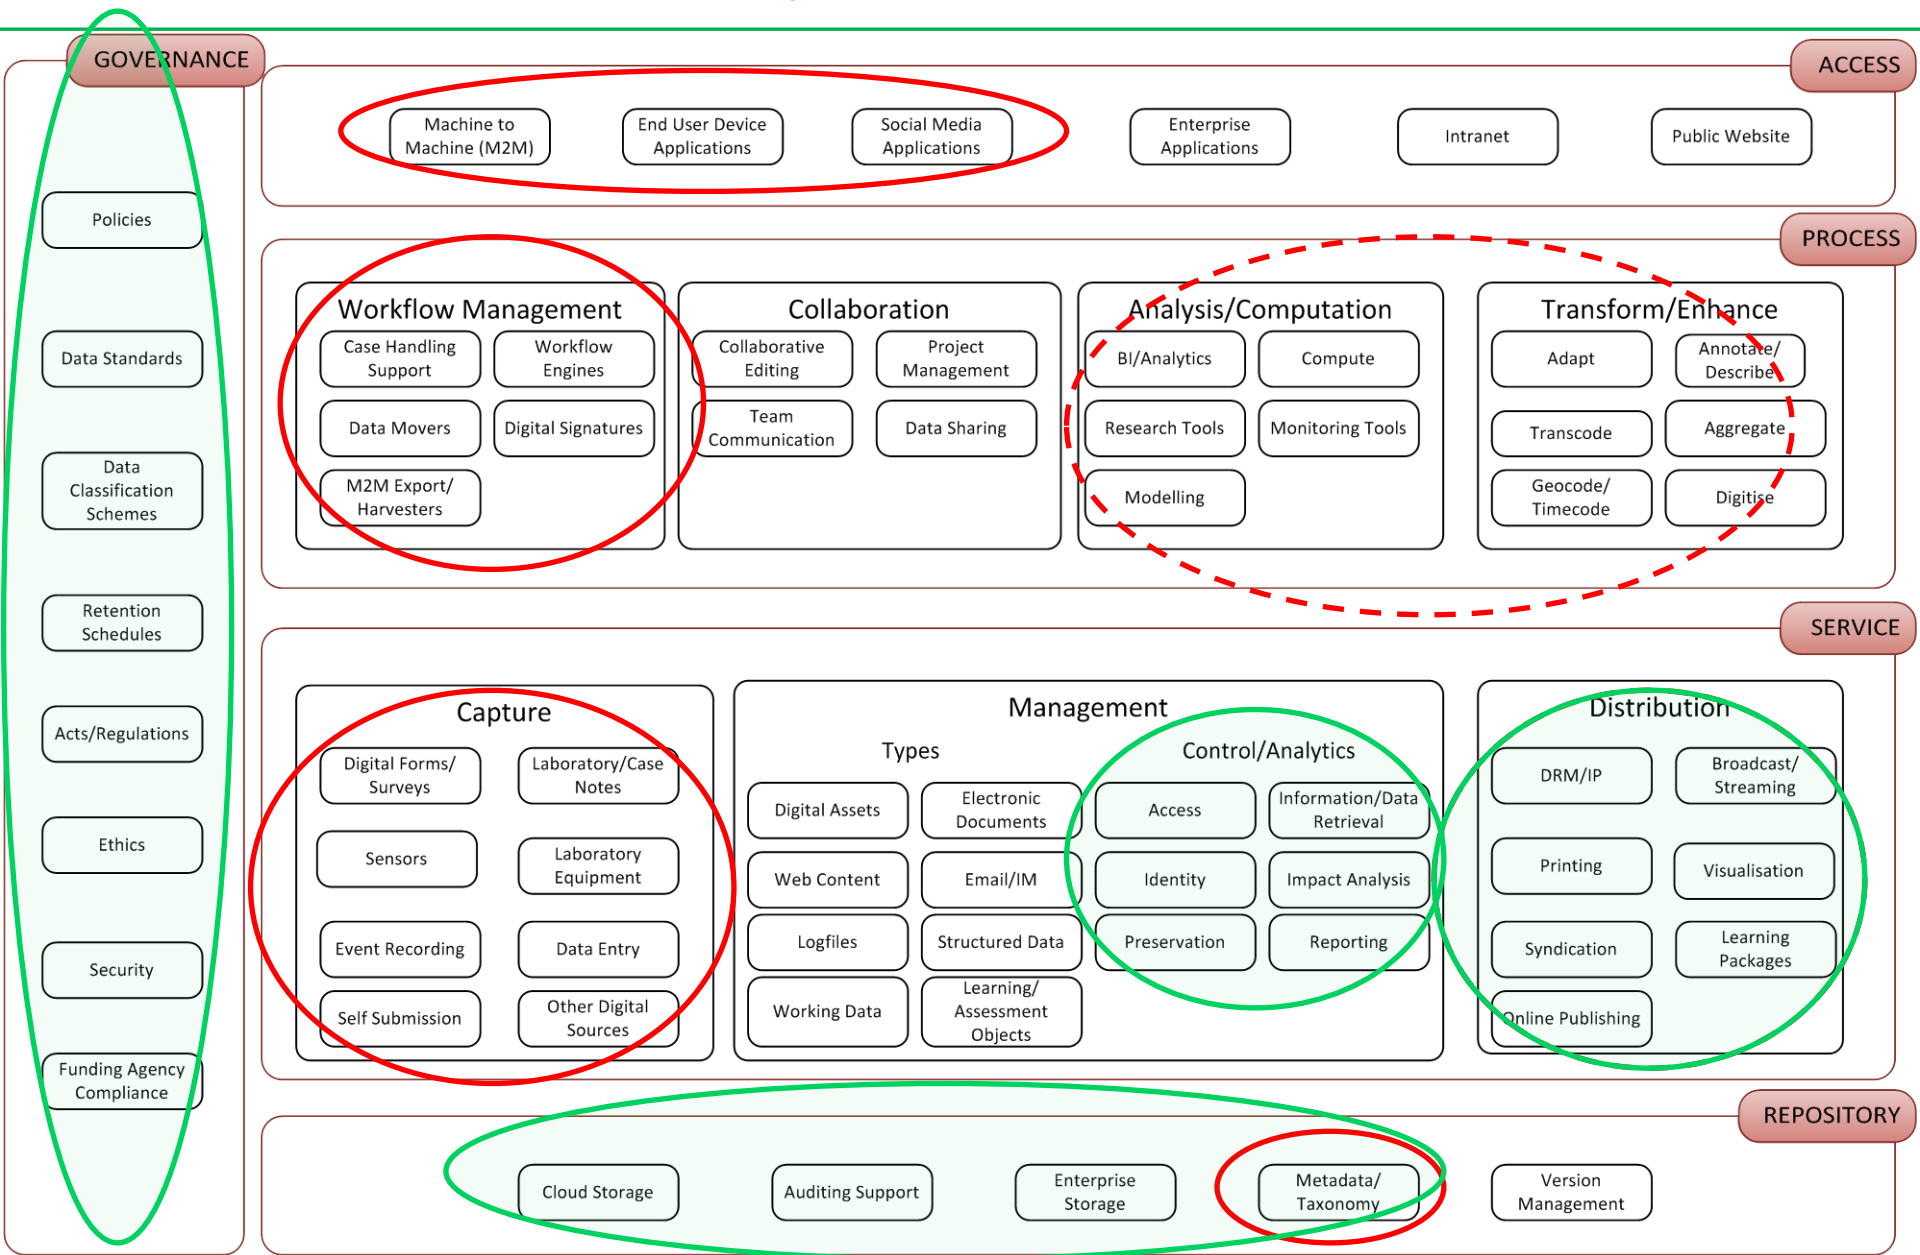 GOVERNANCE
Policies
Data Standards
Data
Classification
Schemes
Retention
Schedules
Acts/Regulations
Ethics
Security
Funding Agency
Compliance
ACCESS
Machine to
Machine (M2M)
End User Device
Applications
Social Media
Applications
Enterprise
Applications
Intranet
Public Website
PROCESS
Workflow Management
Case Handling
Support
Workflow
Engines
Data Movers
Digital Signatures
M2M Export/
Harvesters
Collaboration
Collaborative
Editing
Project
Management
Team
Communication
Data Sharing
Analysis/Computation
BI/Analytics
Compute
Research Tools
Monitoring Tools
Modelling
Transform/Enhance
Adapt
Annotate/
Describe
Transcode
Aggregate
Geocode/
Timecode
Digitise
SERVICE
Capture
Digital Forms/
Surveys
Laboratory/Case
Notes
Sensors
Laboratory
Equipment
Event Recording
Data Entry
Self Submission
Other Digital
Sources
Management
Types
Digital Assets
Electronic
Documents
Web Content
Email/IM
Logfiles
Structured Data
Working Data
Learning/
Assessment
Objects
Control/Analytics
Access
Information/Data
Retrieval
Identity
Impact Analysis
Preservation
Reporting
Distribution
DRM/IP
Broadcast/
Streaming
Printing
Visualisation
Syndication
Learning
Packages
Online Publishing
REPOSITORY
Cloud Storage
Auditing Support
Enterprise
Storage
Metadata/
Taxonomy
Version
Management